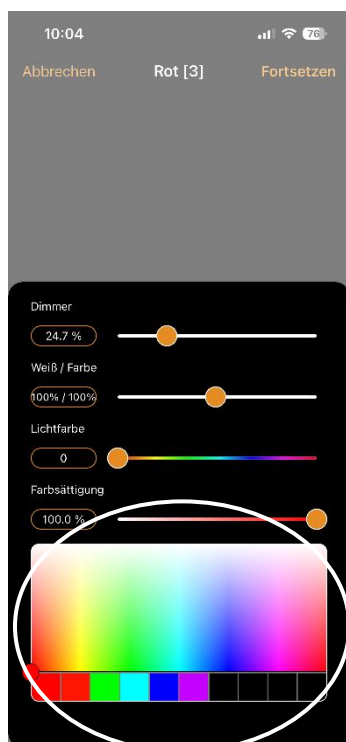 10:04
76
Abbrechen Rot [3] Fortsetzen
Dimmer
24.7 %
Weiß / Farbe
100% / 100%
Lichtfarbe
0
Farbsättigung
100.0 %